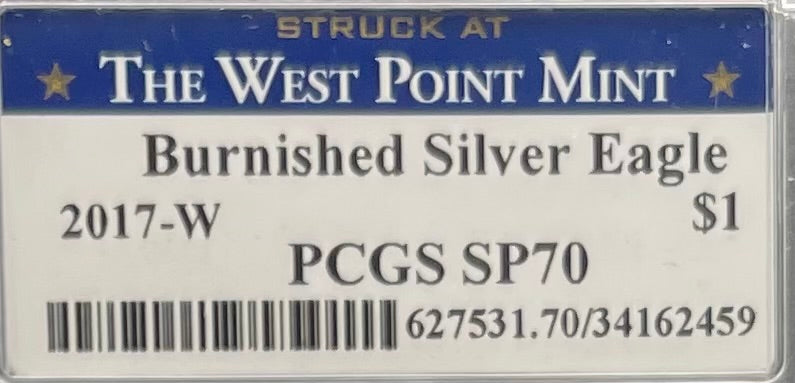 STRUCK AT
THE WEST POINT MINT
Burnished Silver Eagle
2017-W $1
PCGS SP70
627531.70/34162459